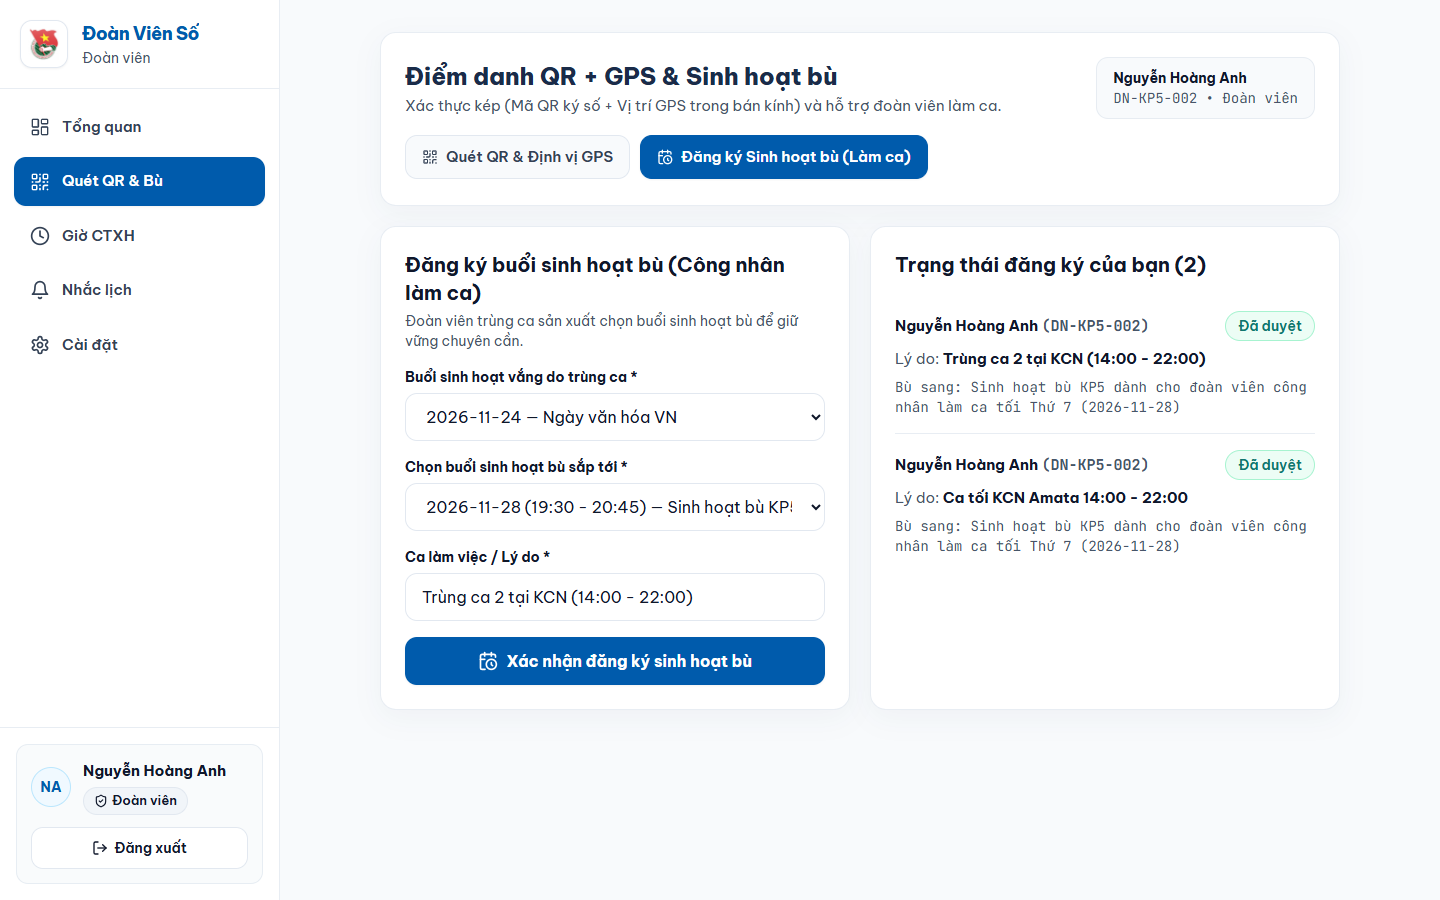 Đoàn Viên Số
Đoàn viên
Tổng quan
Quét QR & Bù
Giờ CTXH
Nhắc lịch
Cài đặt
NA
Nguyễn Hoàng Anh
Đoàn viên
Đăng xuất
Điểm danh QR + GPS & Sinh hoạt bù
Xác thực kép (Mã QR ký số + Vị trí GPS trong bán kính) và hỗ trợ đoàn viên làm ca.
Nguyễn Hoàng Anh
DN-KP5-002 • Đoàn viên
Quét QR & Định vị GPS
Đăng ký Sinh hoạt bù (Làm ca)
Đăng ký buổi sinh hoạt bù (Công nhân
làm ca)
Đoàn viên trùng ca sản xuất chọn buổi sinh hoạt bù để giữ
vững chuyên cần.
Buổi sinh hoạt vắng do trùng ca *
2026-11-24 — Ngày văn hóa VN
Chọn buổi sinh hoạt bù sắp tới *
2026-11-28 (19:30 - 20:45) — Sinh hoạt bù KP5
Ca làm việc / Lý do *
Trùng ca 2 tại KCN (14:00 - 22:00)
Xác nhận đăng ký sinh hoạt bù
Trạng thái đăng ký của bạn (2)
Nguyễn Hoàng Anh (DN-KP5-002)
Đã duyệt
Lý do: Trùng ca 2 tại KCN (14:00 - 22:00)
Bù sang: Sinh hoạt bù KP5 dành cho đoàn viên công
nhân làm ca tối Thứ 7 (2026-11-28)
Nguyễn Hoàng Anh (DN-KP5-002)
Đã duyệt
Lý do: Ca tối KCN Amata 14:00 - 22:00
Bù sang: Sinh hoạt bù KP5 dành cho đoàn viên công
nhân làm ca tối Thứ 7 (2026-11-28)